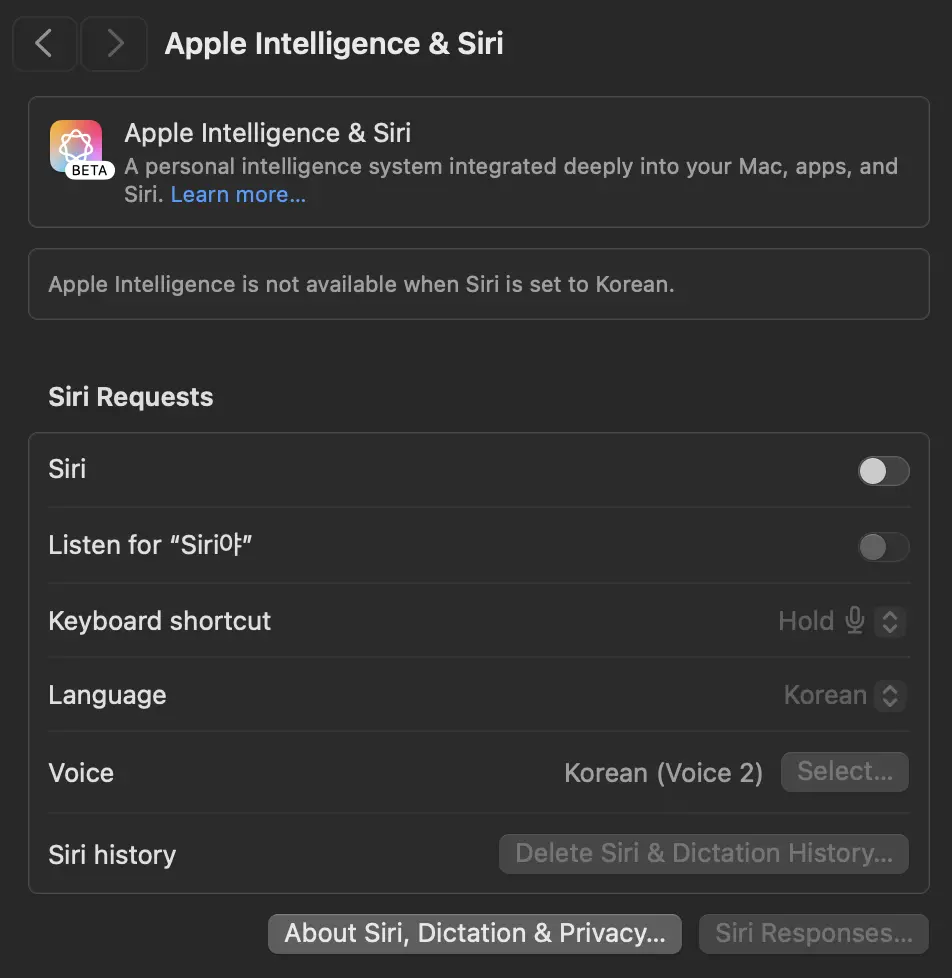 Apple Intelligence & Siri
Apple Intelligence & Siri
BETA
A personal intelligence system integrated deeply into your Mac, apps, and
Siri. Learn more...
Apple Intelligence is not available when Siri is set to Korean.
Siri Requests
Siri
Listen for “Siri야”
Keyboard shortcut Hold
Language Korean
Voice Korean (Voice 2) Select...
Siri history Delete Siri & Dictation History...
About Siri, Dictation & Privacy... Siri Responses...